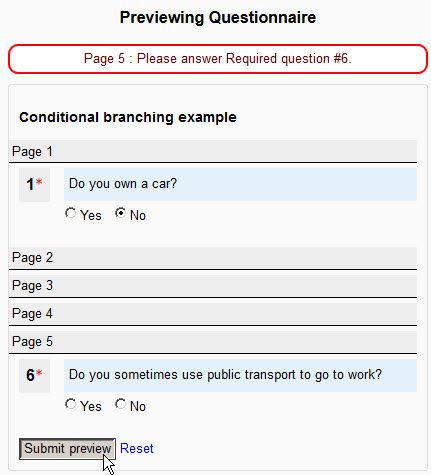 Previewing Questionnaire
Page 5 : Please answer Required question #6.
Conditional branching example
Page 1
1* Do you own a car?
Yes No
Page 2
Page 3
Page 4
Page 5
6* Do you sometimes use public transport to go to work?
Yes No
Submit preview Reset